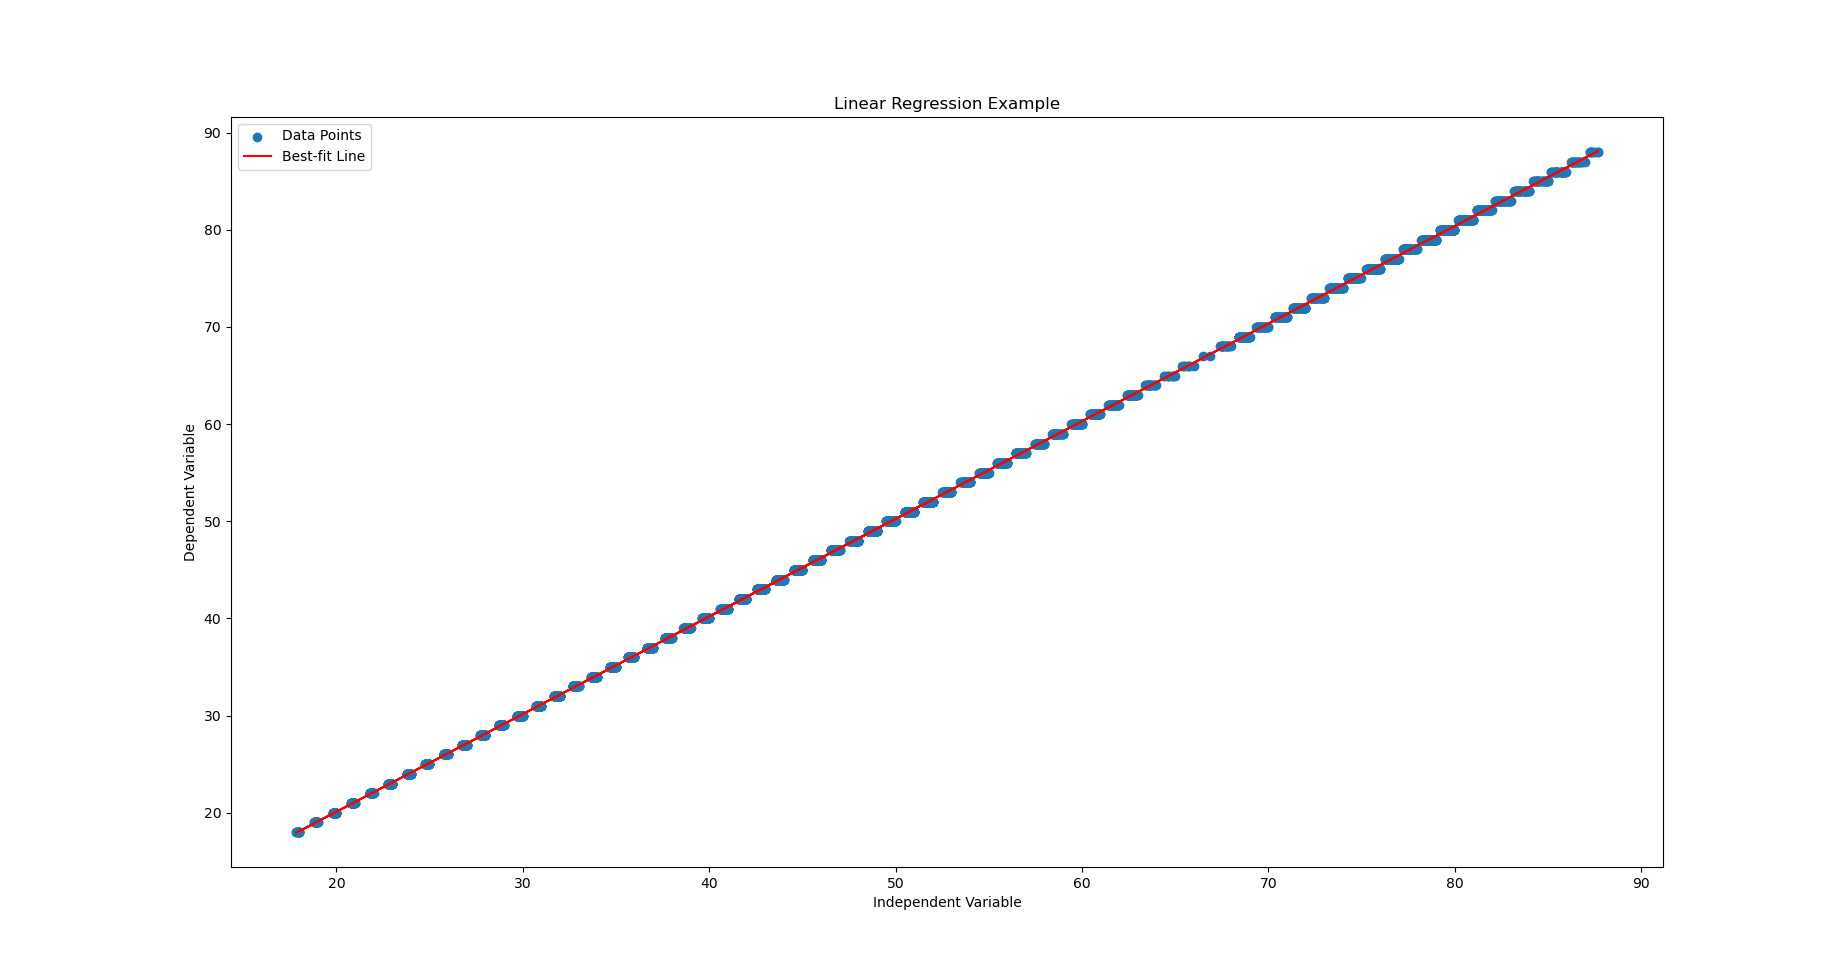 Linear Regression Example
Data Points
Best-fit Line
90
80
70
60
50
40
30
20
Dependent Variable
20 30 40 50 60 70 80 90
Independent Variable